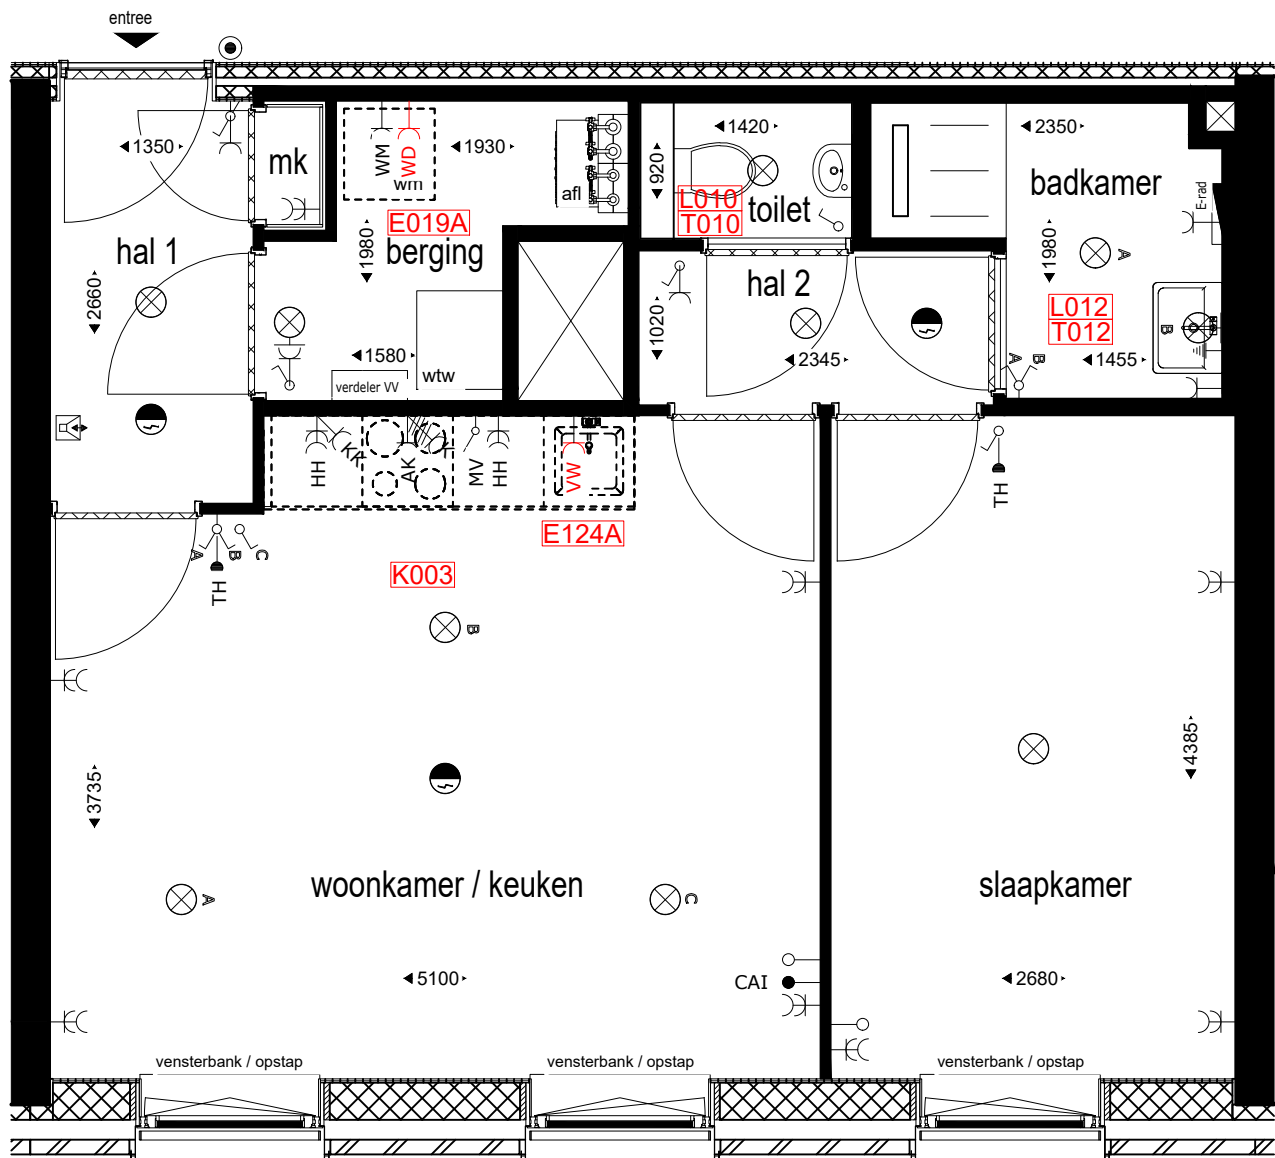 entree
1350
mk
WM
WD
wm
1930
afl
1420
920
L010
T010
toilet
2350
badkamer
E-rad
hal 1
2660
E019A
berging
1980
hal 2
1020
2345
1980
A
L012
T012
B
1455
A
B
1580
wtw
verdeler VV
HH
KK
AK
MV
HH
VW
TH
E124A
K003
A
B
C
TH
B
3735
4385
woonkamer / keuken
slaapkamer
A
C
5100
CAI
2680
vensterbank / opstap
vensterbank / opstap
vensterbank / opstap